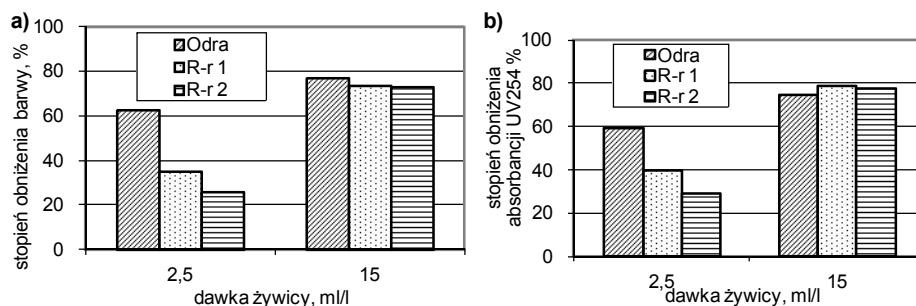 a)
stopień obniżenia barwy, %
100
80
60
40
20
0
Odra
R-r 1
R-r 2
2,5
15
dawka żywicy, ml/l
b)
stopień obniżenia
absorbancji UV254 %
100
80
60
40
20
0
Odra
R-r 1
R-r 2
2,5
15
dawka żywicy, ml/l